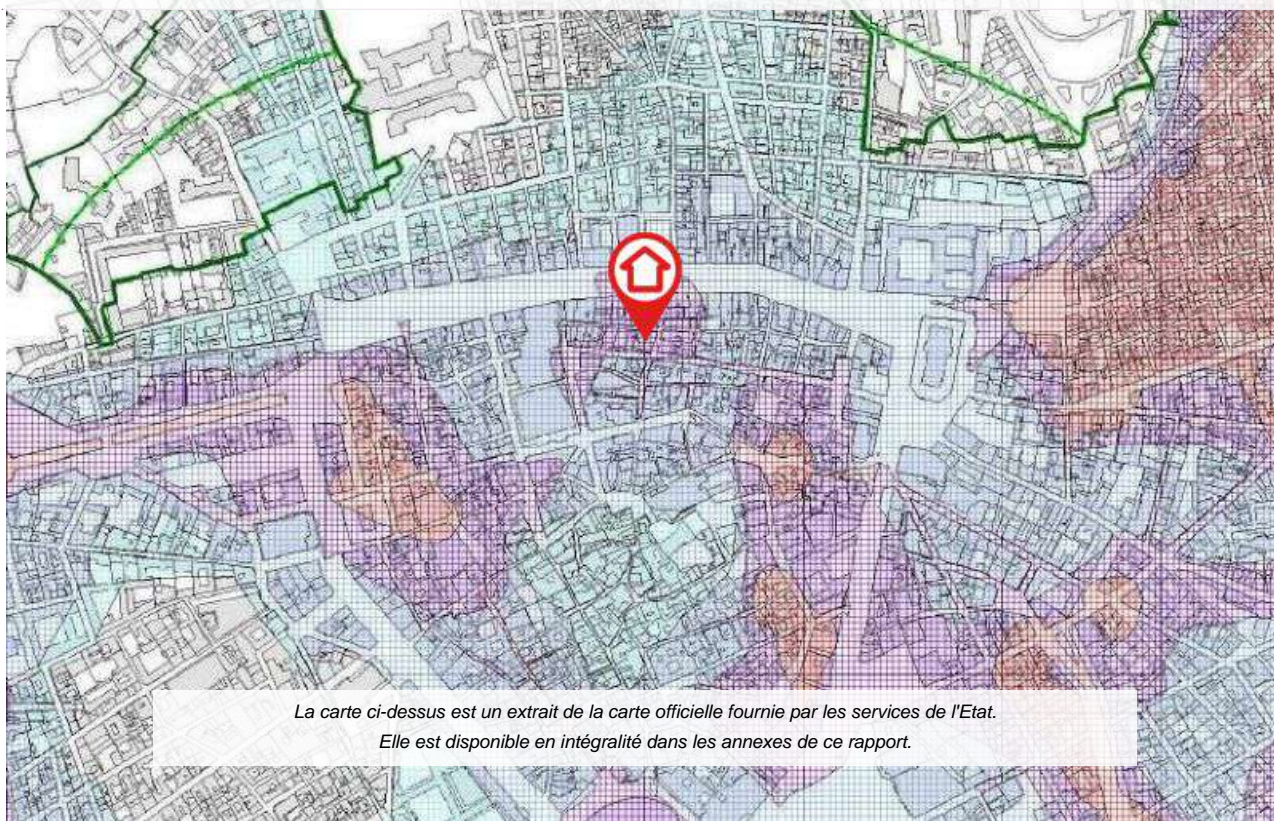 La carte ci-dessus est un extrait de la carte officielle fournie par les services de l'Etat.
Elle est disponible en intégralité dans les annexes de ce rapport.